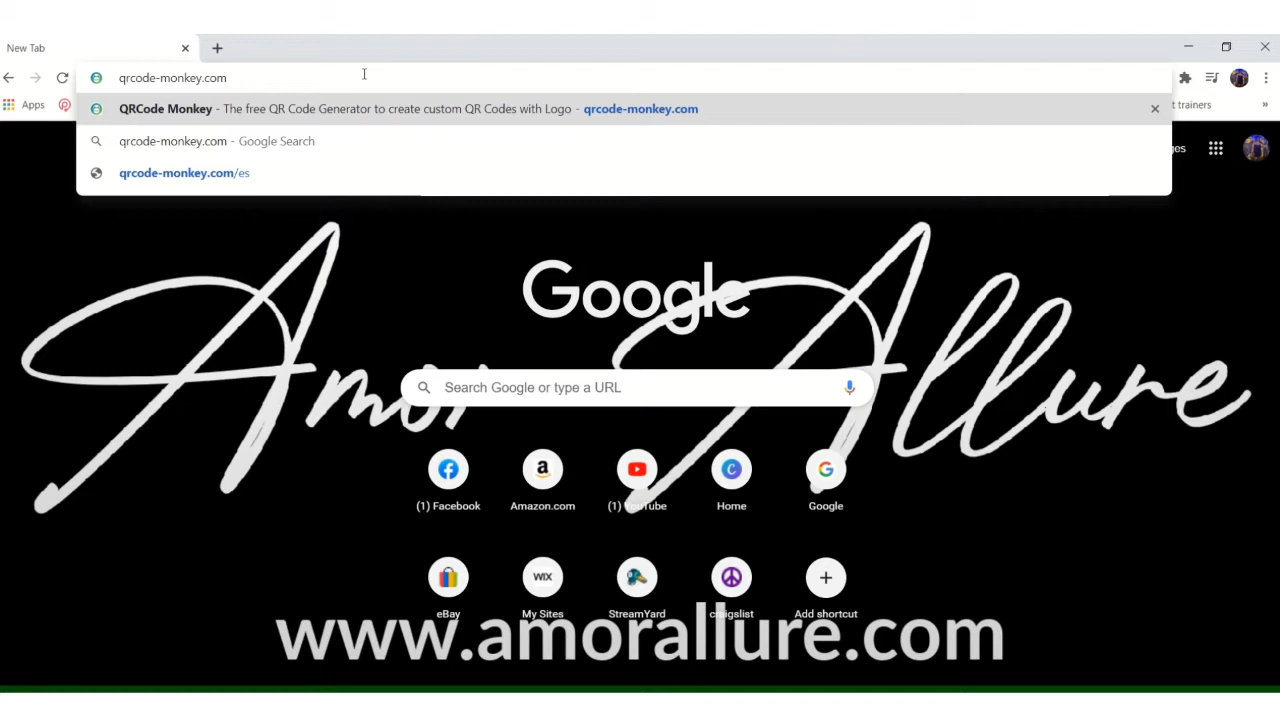 New Tab
qrcode-monkey.com
QRCode Monkey - The free QR Code Generator to create custom QR Codes with Logo - qrcode-monkey.com
Apps
t trainers
»
qrcode-monkey.com - Google Search
ges
qrcode-monkey.com/es
Amor Allure
Google
Search Google or type a URL
(1) Facebook
Amazon.com
(1) YouTube
Home
Google
WIX
eBay
My Sites
StreamYard
craigslist
Add shortcut
www.amorallure.com